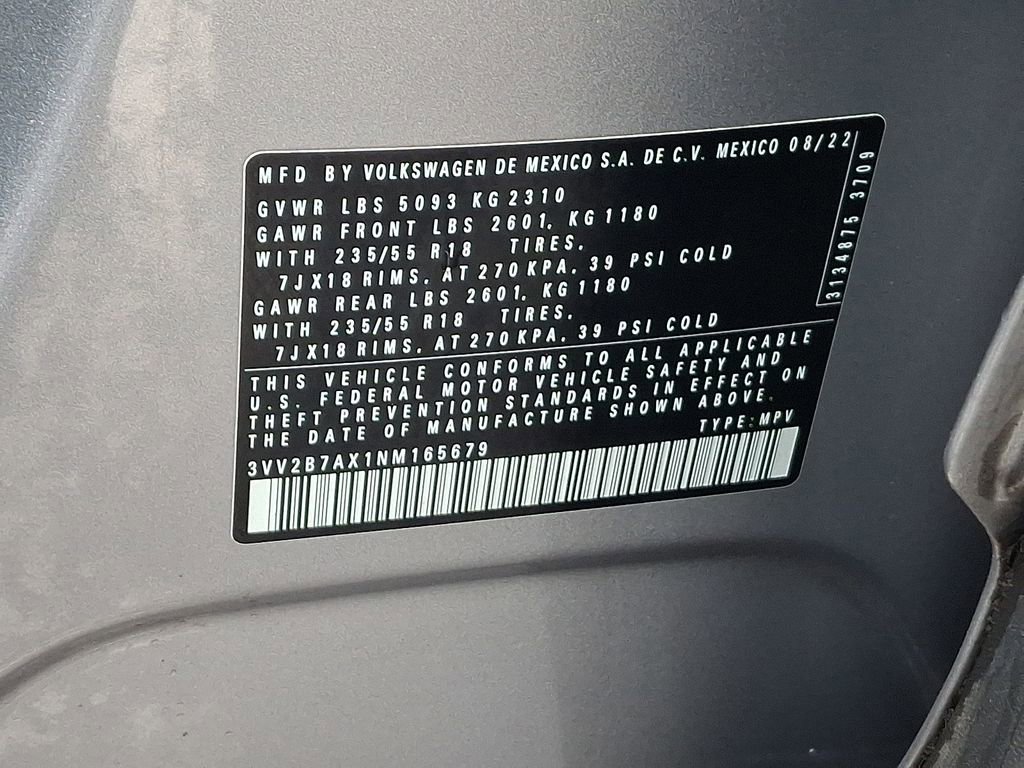 MFD BY VOLKSWAGEN DE MEXICO S.A. DE C.V. MEXICO 08/22
GVWR LBS 5093 KG 2310
GAWR FRONT LBS 2601, KG 1180
WITH 235/55 R18 TIRES.
7JX18 RIMS. AT 270 KPA. 39 PSI COLD
GAWR REAR LBS 2601, KG 1180
WITH 235/55 R18 TIRES.
7JX18 RIMS. AT 270 KPA. 39 PSI COLD
3134875 3709
THIS VEHICLE CONFORMS TO ALL APPLICABLE
U.S. FEDERAL MOTOR VEHICLE SAFETY AND
THEFT PREVENTION STANDARDS IN EFFECT ON
THE DATE OF MANUFACTURE SHOWN ABOVE.
TYPE: MPV
3VV2B7AX1NM165679